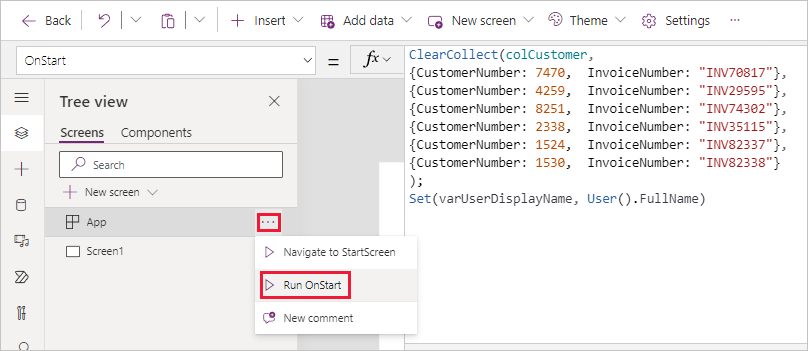 Back
Insert
Add data
New screen
Theme
Settings
...
OnStart
=
fx
ClearCollect(colCustomer,
{CustomerNumber: 7470, InvoiceNumber: "INV70817"},
{CustomerNumber: 4259, InvoiceNumber: "INV29595"},
{CustomerNumber: 8251, InvoiceNumber: "INV74302"},
{CustomerNumber: 2338, InvoiceNumber: "INV35115"},
{CustomerNumber: 1524, InvoiceNumber: "INV82337"},
{CustomerNumber: 1530, InvoiceNumber: "INV82338"}
);
Set(varUserDisplayName, User().FullName)
Tree view
Screens
Components
Search
New screen
App
...
Screen1
Navigate to StartScreen
Run OnStart
New comment